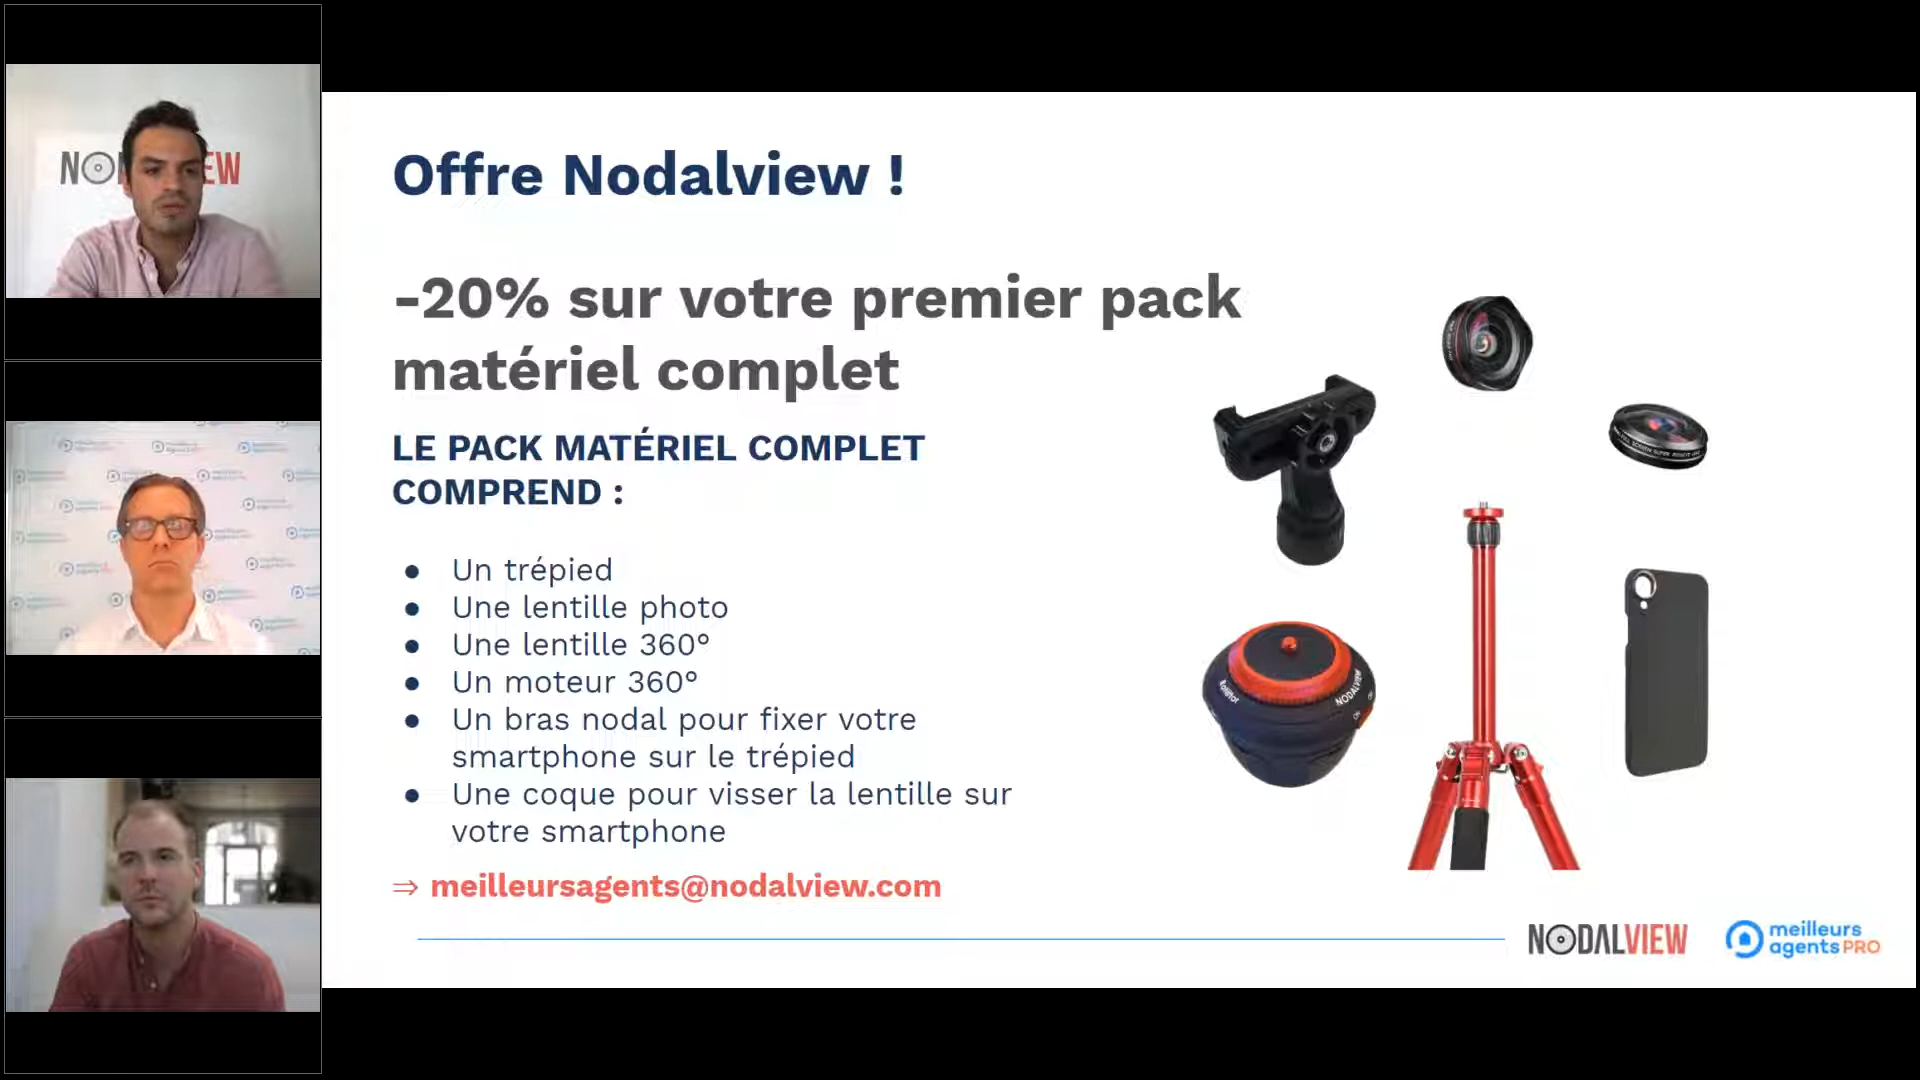 Offre Nodalview !
-20% sur votre premier pack
matériel complet
LE PACK MATÉRIEL COMPLET
COMPREND :
● Un trépied
● Une lentille photo
● Une lentille 360°
● Un moteur 360°
● Un bras nodal pour fixer votre
smartphone sur le trépied
● Une coque pour visser la lentille sur
votre smartphone
⇒ meilleursagents@nodalview.com
NODALVIEW
meilleurs
agents PRO
NODALVIEW